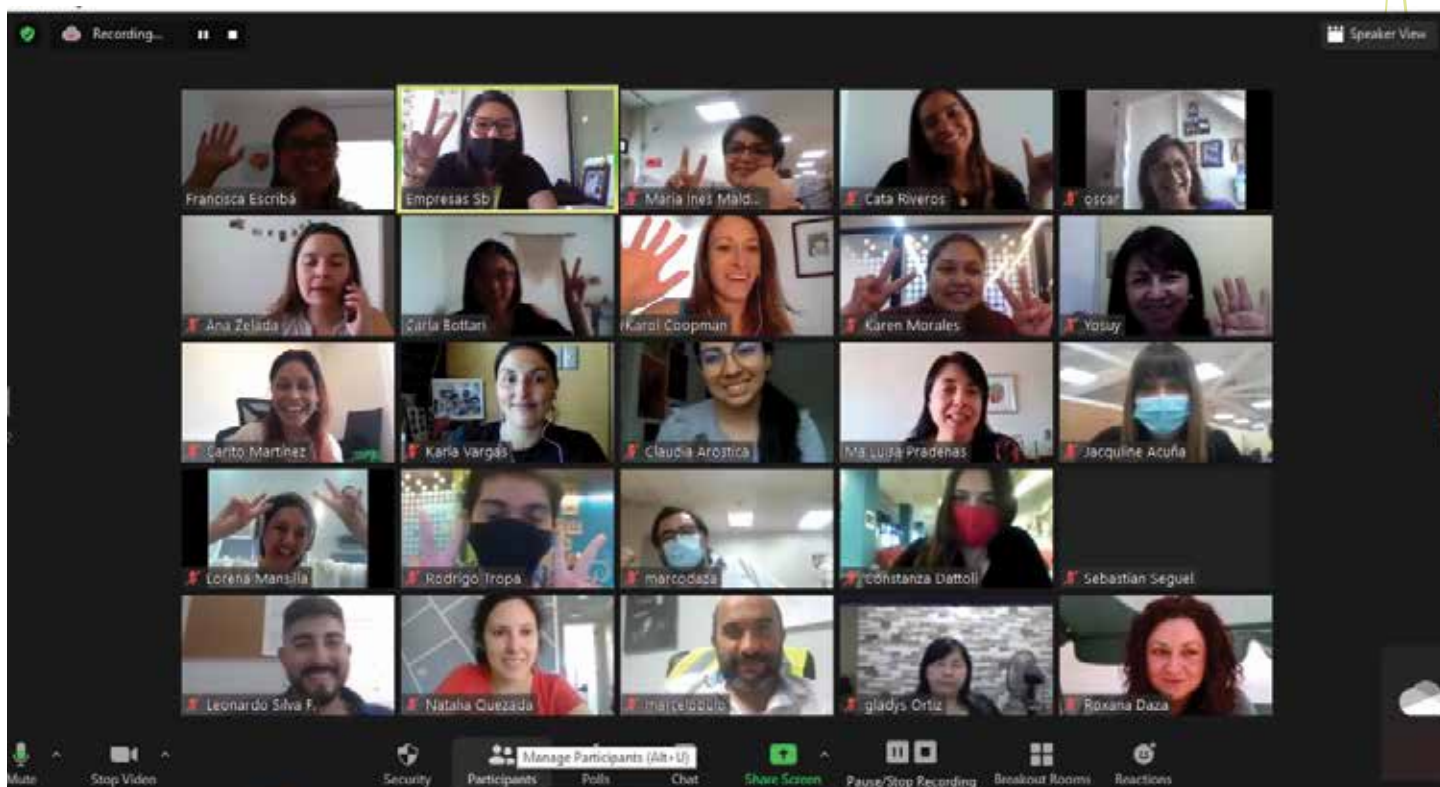 Recording...
Speaker View
Francisca Escriba
Empresas Sb
Maria Ines Mald...
Cata Riveros
oscar
Ana Zelada
Carla Bottari
Karol Coopman
Karen Morales
Yosuy
Carito Martinez
Karla Vargas
Claudia Arostica
Ma Luisa Pradenas
Jacquline Acuña
Lorena Mansilla
Rodrigo Tropa
marcodaza
Constanza Dattoli
Sebastian Seguel
Leonardo Silva F.
Natalia Quezada
marcelobulo
gladys Ortiz
Roxana Daza
Manage Participants (Alt+U)
Mute
Stop Video
Security
Participants
Polls
Chat
Share Screen
Pause/Stop Recording
Breakout Rooms
Reactions